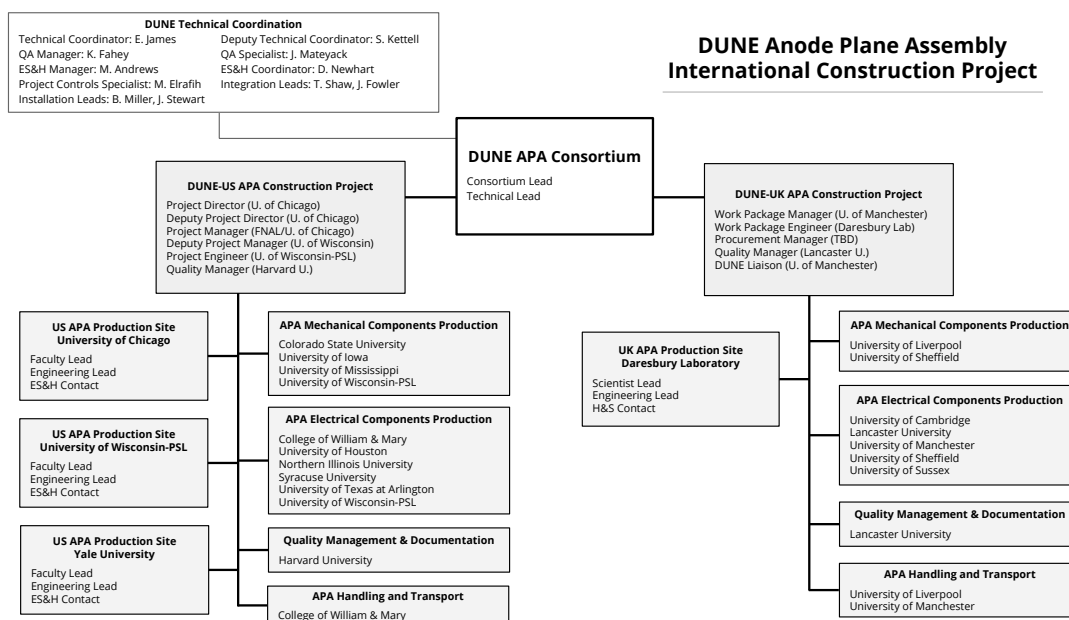 DUNE Technical Coordination
Technical Coordinator: E. James
Deputy Technical Coordinator: S. Kettell
QA Manager: K. Fahey
QA Specialist: J. Mateyack
ES&H Manager: M. Andrews
ES&H Coordinator: D. Newhart
Project Controls Specialist: M. Elrafih
Integration Leads: T. Shaw, J. Fowler
Installation Leads: B. Miller, J. Stewart
DUNE Anode Plane Assembly
International Construction Project
DUNE APA Consortium
Consortium Lead
Technical Lead
DUNE-US APA Construction Project
Project Director (U. of Chicago)
Deputy Project Director (U. of Chicago)
Project Manager (FNAL/U. of Chicago)
Deputy Project Manager (U. of Wisconsin)
Project Engineer (U. of Wisconsin-PSL)
Quality Manager (Harvard U.)
DUNE-UK APA Construction Project
Work Package Manager (U. of Manchester)
Work Package Engineer (Daresbury Lab)
Procurement Manager (TBD)
Quality Manager (Lancaster U.)
DUNE Liaison (U. of Manchester)
US APA Production Site
University of Chicago
Faculty Lead
Engineering Lead
ES&H Contact
US APA Production Site
University of Wisconsin-PSL
Faculty Lead
Engineering Lead
ES&H Contact
US APA Production Site
Yale University
Faculty Lead
Engineering Lead
ES&H Contact
APA Mechanical Components Production
Colorado State University
University of Iowa
University of Mississippi
University of Wisconsin-PSL
APA Electrical Components Production
College of William & Mary
University of Houston
Northern Illinois University
Syracuse University
University of Texas at Arlington
University of Wisconsin-PSL
Quality Management & Documentation
Harvard University
APA Handling and Transport
College of William & Mary
UK APA Production Site
Daresbury Laboratory
Scientist Lead
Engineering Lead
H&S Contact
APA Mechanical Components Production
University of Liverpool
University of Sheffield
APA Electrical Components Production
University of Cambridge
Lancaster University
University of Manchester
University of Sheffield
University of Sussex
Quality Management & Documentation
Lancaster University
APA Handling and Transport
University of Liverpool
University of Manchester